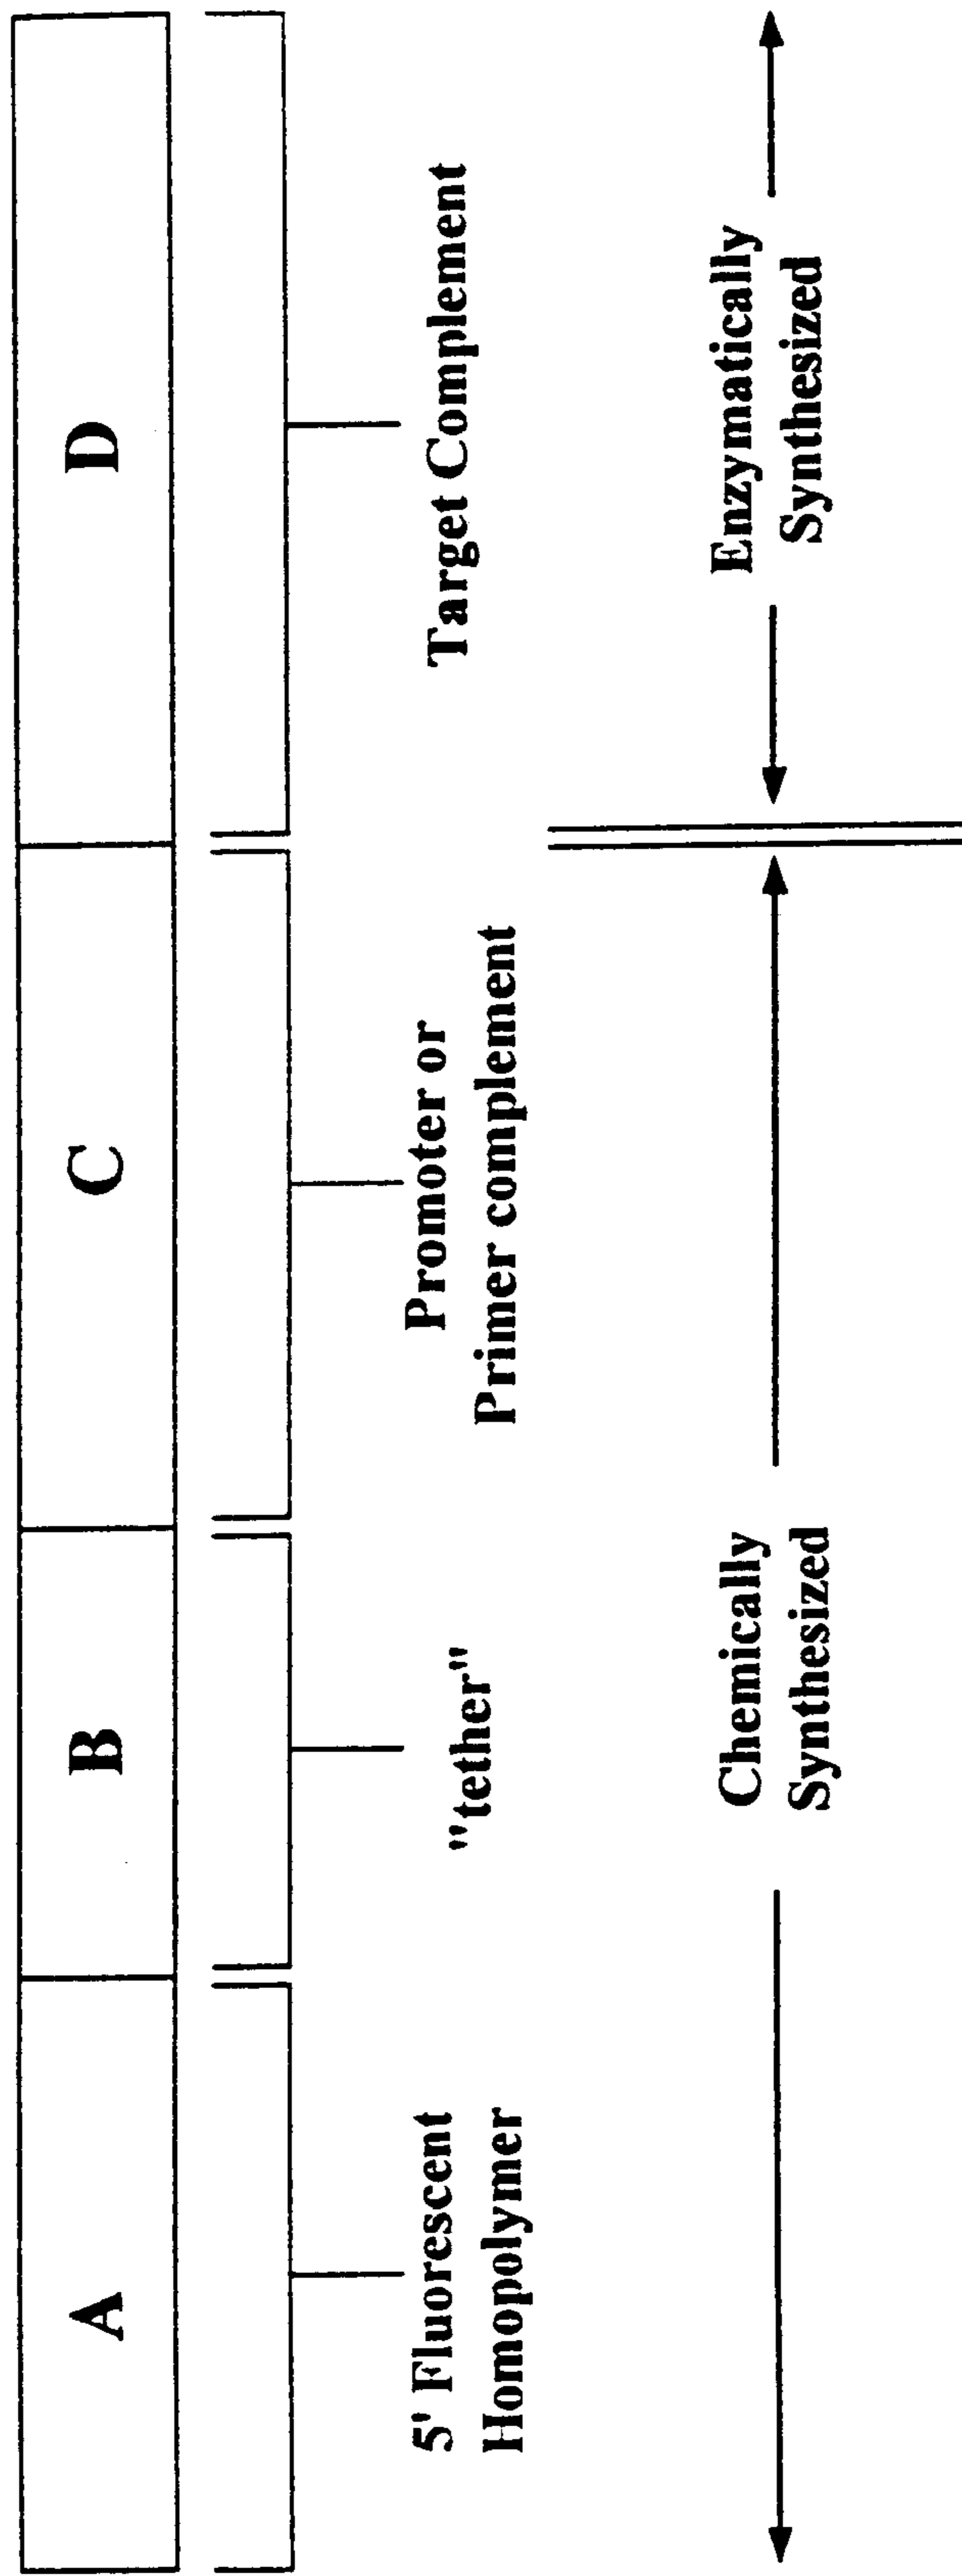 A
B
C
D
5' Fluorescent
Homopolymer
"tether"
Promoter or
Primer complement
Target Complement
Chemically
Synthesized
Enzymatically
Synthesized